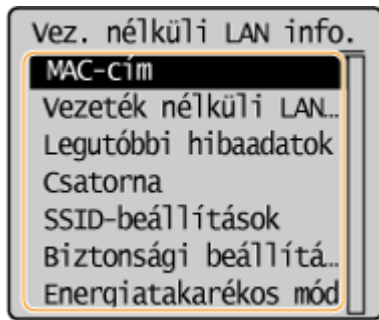 Vez. nélküli LAN info.
MAC-cím
Vezeték nélküli LAN…
Legutóbbi hibaadatok
Csatorna
SSID-beállítások
Biztonsági beállítá…
Energiatakarékos mód